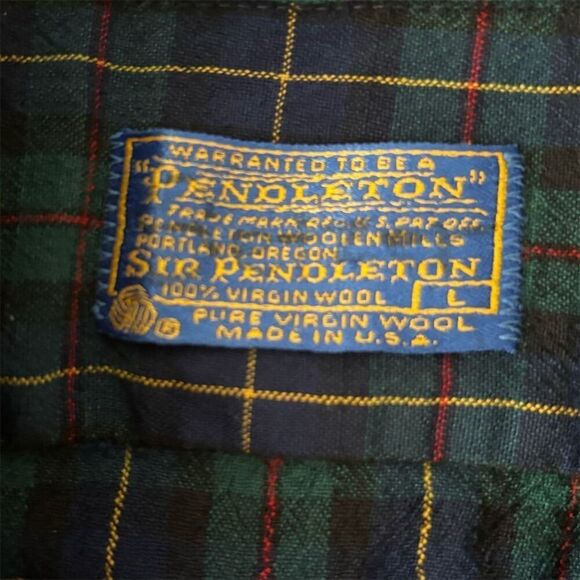 WARRANTED TO BE A
"PENDLETON"
TRADE MARK REG. U.S. PAT. OFF.
PENDLETON WOOLEN MILLS
PORTLAND, OREGON
SIR PENDLETON
100% VIRGIN WOOL L
PURE VIRGIN WOOL
MADE IN U.S.A.